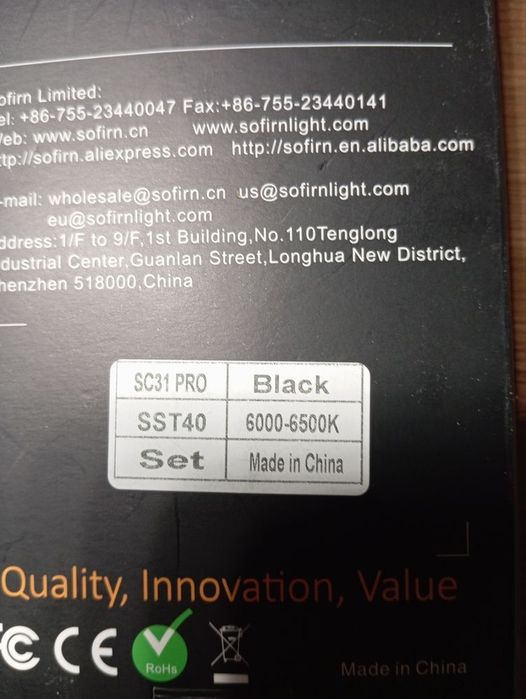 ofirn Limited:
el: +86-755-23440047 Fax:+86-755-23440141
eb: www.sofirn.cn www.sofirnlight.com
tp://sofirn.aliexpress.com http://sofirn.en.alibaba.com
-mail: wholesale@sofirn.cn us@sofirnlight.com
eu@sofirnlight.com
ddress:1/F to 9/F,1st Building,No.110Tenglong
dustrial Center,Guanlan Street,Longhua New District,
henzhen 518000,China
SC31 PRO Black
SST40 6000-6500K
Set Made in China
Quality, Innovation, Value
FC CE RoHs
Made in China